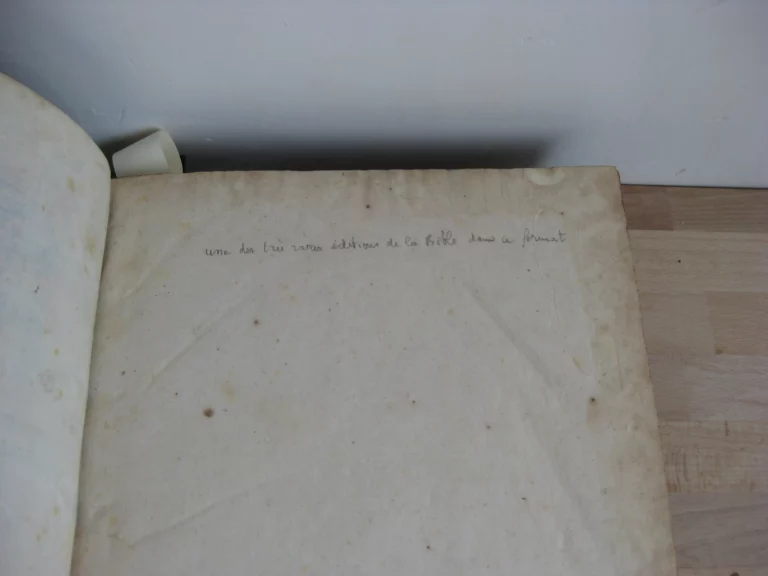 une des très rares éditions de la Bible dans ce format